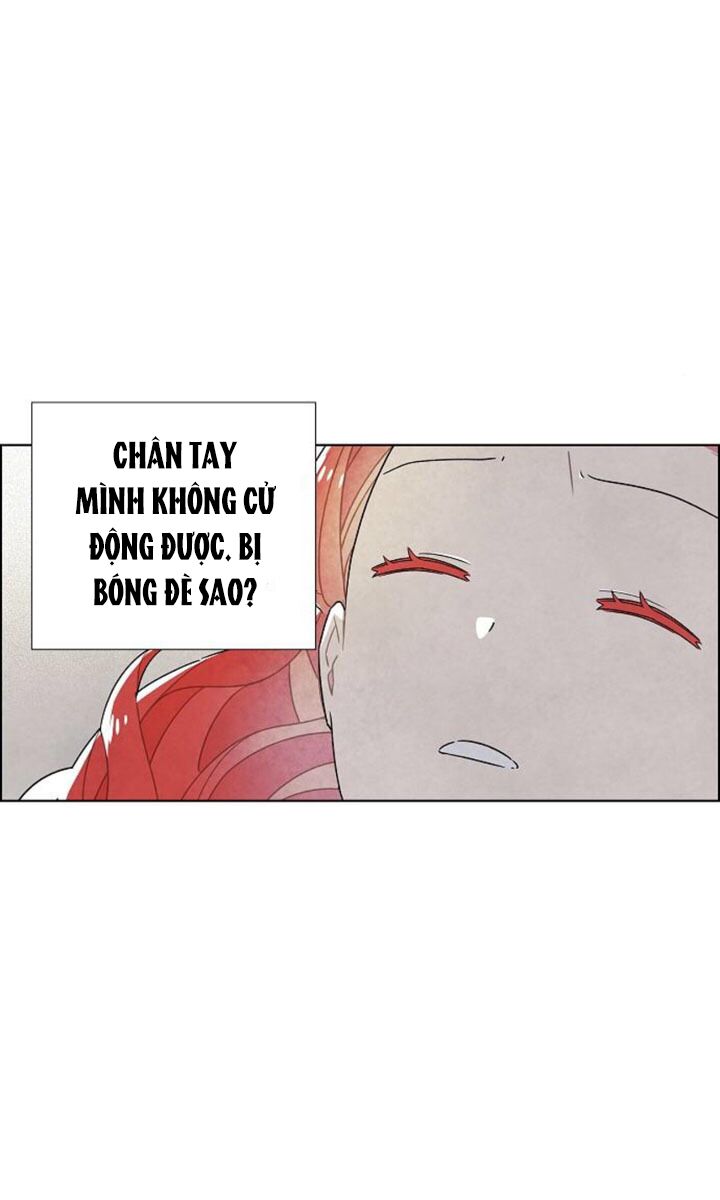 CHÂN TAY
MÌNH KHÔNG CỬ
ĐỘNG ĐƯỢC. BỊ
BÓNG ĐÈ SAO?